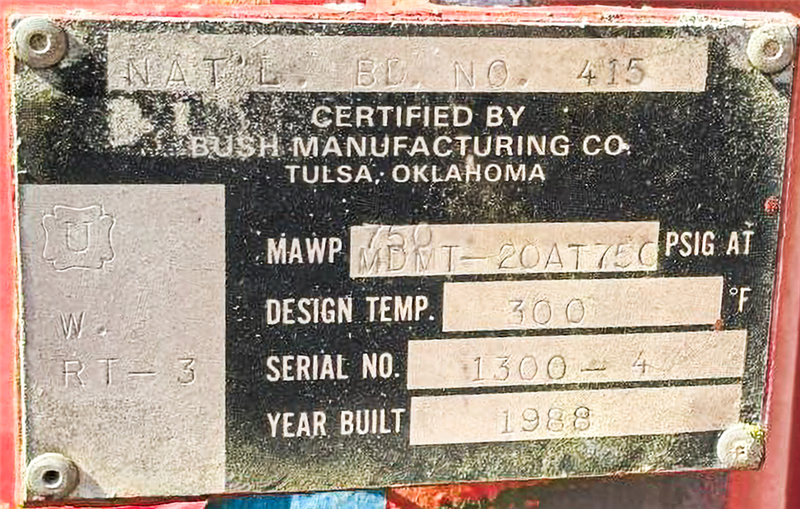 NAT'L. BD. NO. 415
CERTIFIED BY
BUSH MANUFACTURING CO.
TULSA, OKLAHOMA
U
W.
RT-3
750
MAWP MDMT-20AT750 PSIG AT
DESIGN TEMP. 300 °F
SERIAL NO. 1300-4
YEAR BUILT 1988